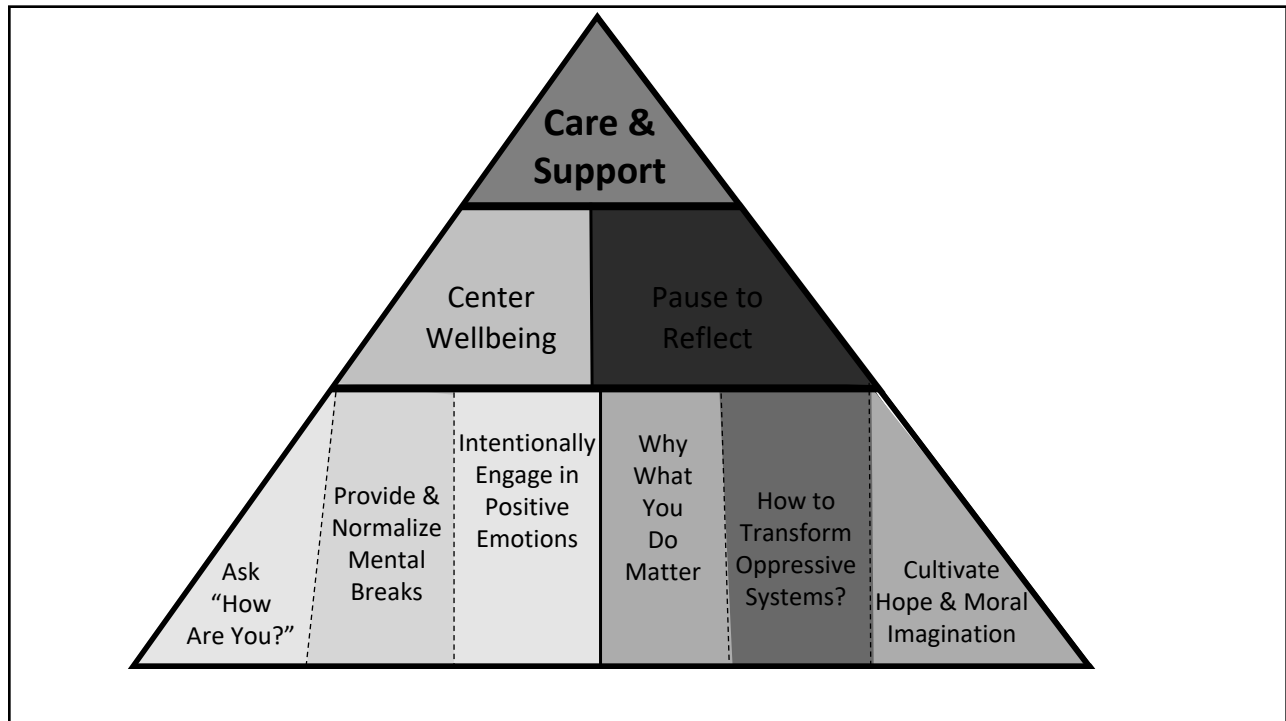 Care &
Support
Center
Wellbeing
Pause to
Reflect
Ask
“How
Are You?”
Provide &
Normalize
Mental
Breaks
Intentionally
Engage in
Positive
Emotions
Why
What
You
Do
Matter
How to
Transform
Oppressive
Systems?
Cultivate
Hope & Moral
Imagination